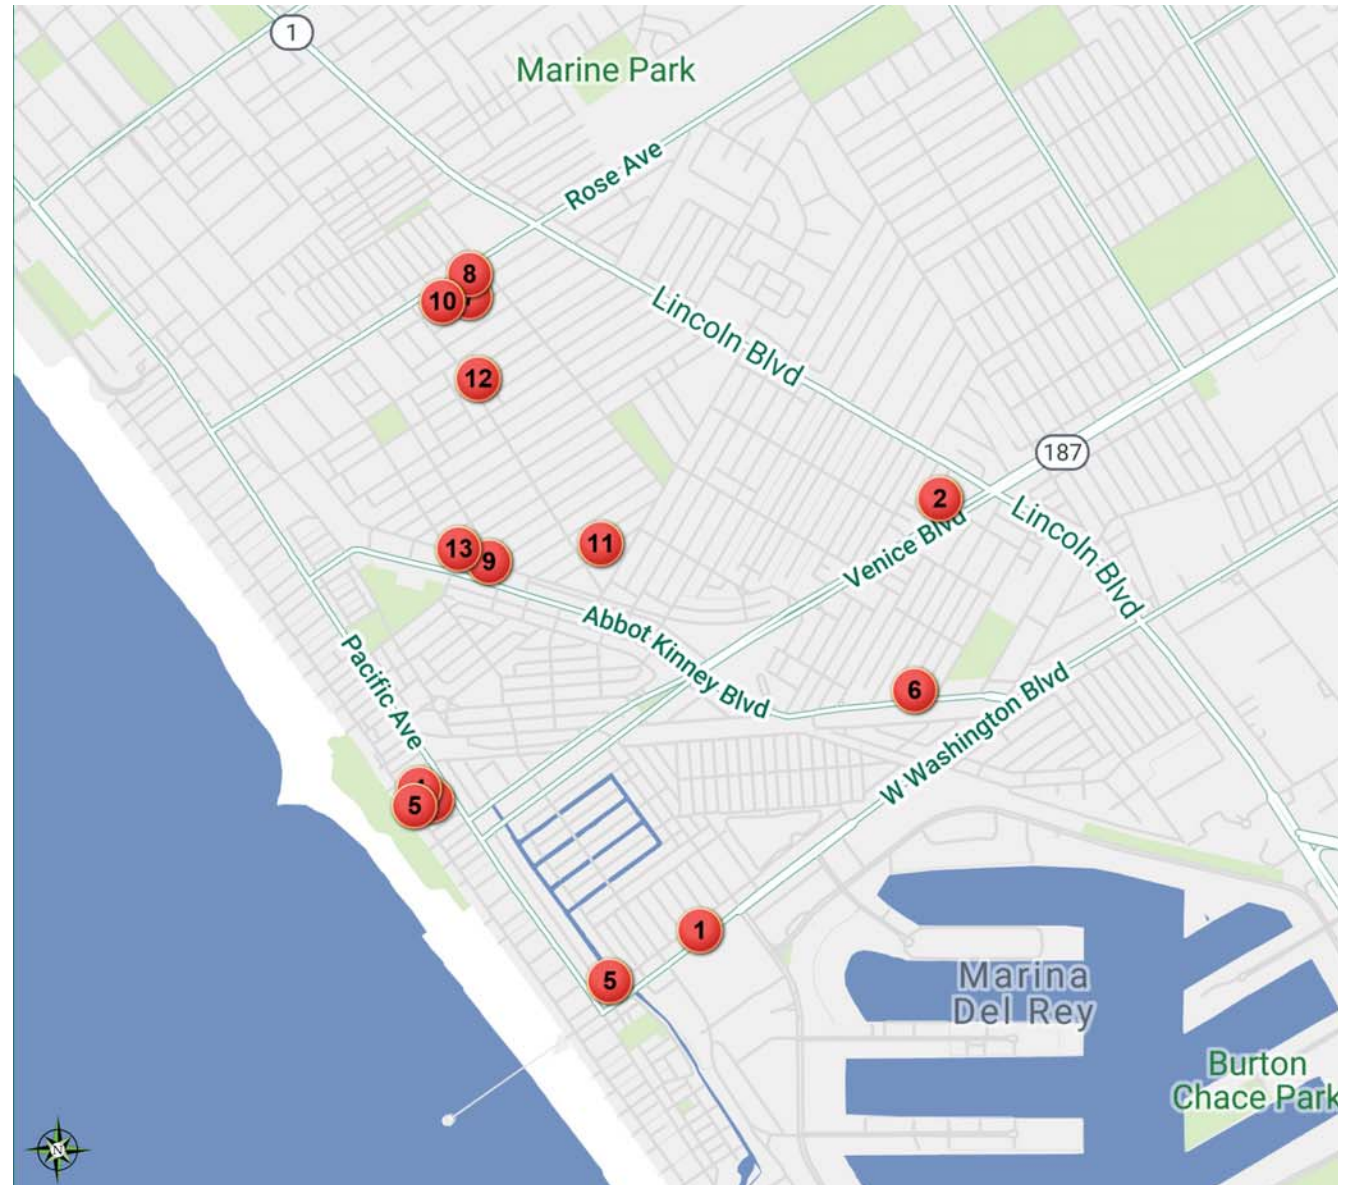 1
Marine Park
Rose Ave
8
10
Lincoln Blvd
12
187
2
Lincoln Blvd
Venice Blvd
13
9
11
Abbot Kinney Blvd
Pacific Ave
6
W Washington Blvd
5
1
5
Marina
Del Rey
Burton
Chace Park
N